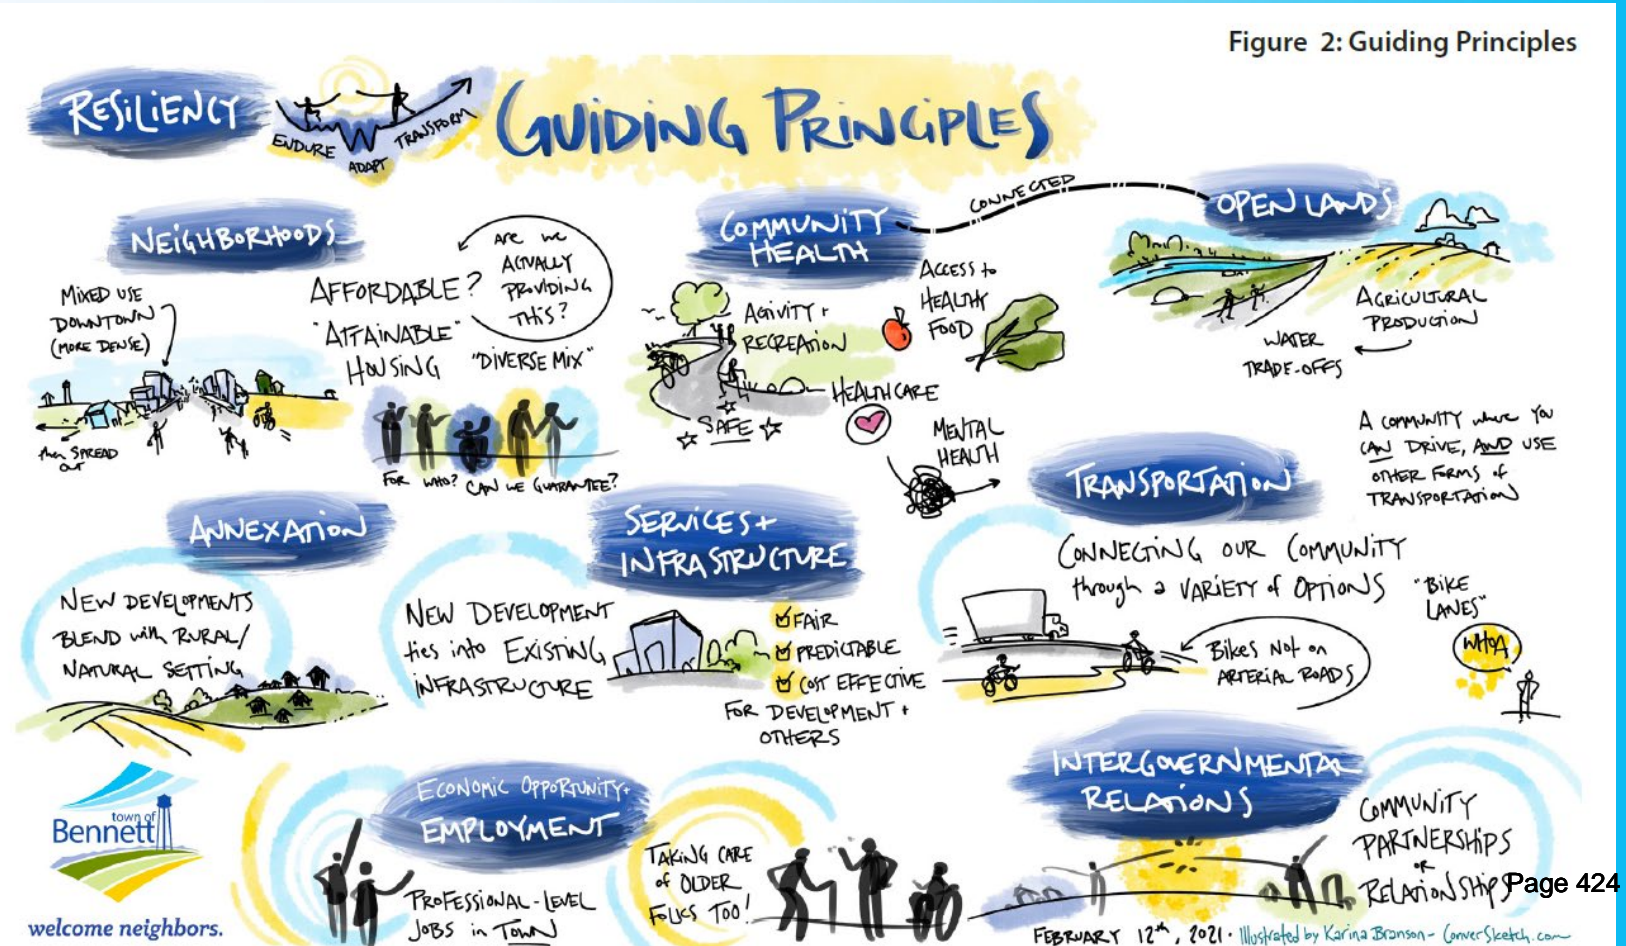 Figure 2: Guiding Principles
RESILIENCY
ENDURE
ADAPT
TRANSFORM
GUIDING PRINCIPLES
NEIGHBORHOODS
MIXED USE
DOWNTOWN
(MORE DENSE)
then SPREAD
out
AFFORDABLE?
"ATTAINABLE"
HOUSING
"DIVERSE MIX"
ARE we
ACTUALLY
PROVIDING
THIS?
FOR WHO? CAN WE GUARANTEE?
COMMUNITY
HEALTH
CONNECTED
ACTIVITY +
RECREATION
ACCESS to
HEALTHY
FOOD
HEALTHCARE
SAFE
MENTAL
HEALTH
OPEN LANDS
AGRICULTURAL
PRODUCTION
WATER
TRADE-OFFS
ANNEXATION
NEW DEVELOPMENTS
BLEND with RURAL/
NATURAL SETTING
SERVICES +
INFRASTRUCTURE
NEW DEVELOPMENT
ties into EXISTING
INFRASTRUCTURE
FAIR
PREDICTABLE
COST EFFECTIVE
FOR DEVELOPMENT +
OTHERS
TRANSPORTATION
A COMMUNITY where YOU
CAN DRIVE, AND USE
OTHER FORMS of
TRANSPORTATION
CONNECTING OUR COMMUNITY
through a VARIETY of OPTIONS
Bikes Not on
ARTERIAL ROADS
"BIKE
LANES"
WHOA
town of
Bennett
welcome neighbors.
ECONOMIC OPPORTUNITY +
EMPLOYMENT
PROFESSIONAL-LEVEL
JOBS in TOWN
TAKING CARE
of OLDER
FOLKS TOO!
INTERGOVERNMENTAL
RELATIONS
COMMUNITY
PARTNERSHIPS
or
RELATIONSHIPS
Page 424
FEBRUARY 12th, 2021 · Illustrated by Karina Branson - ConverSketch.com